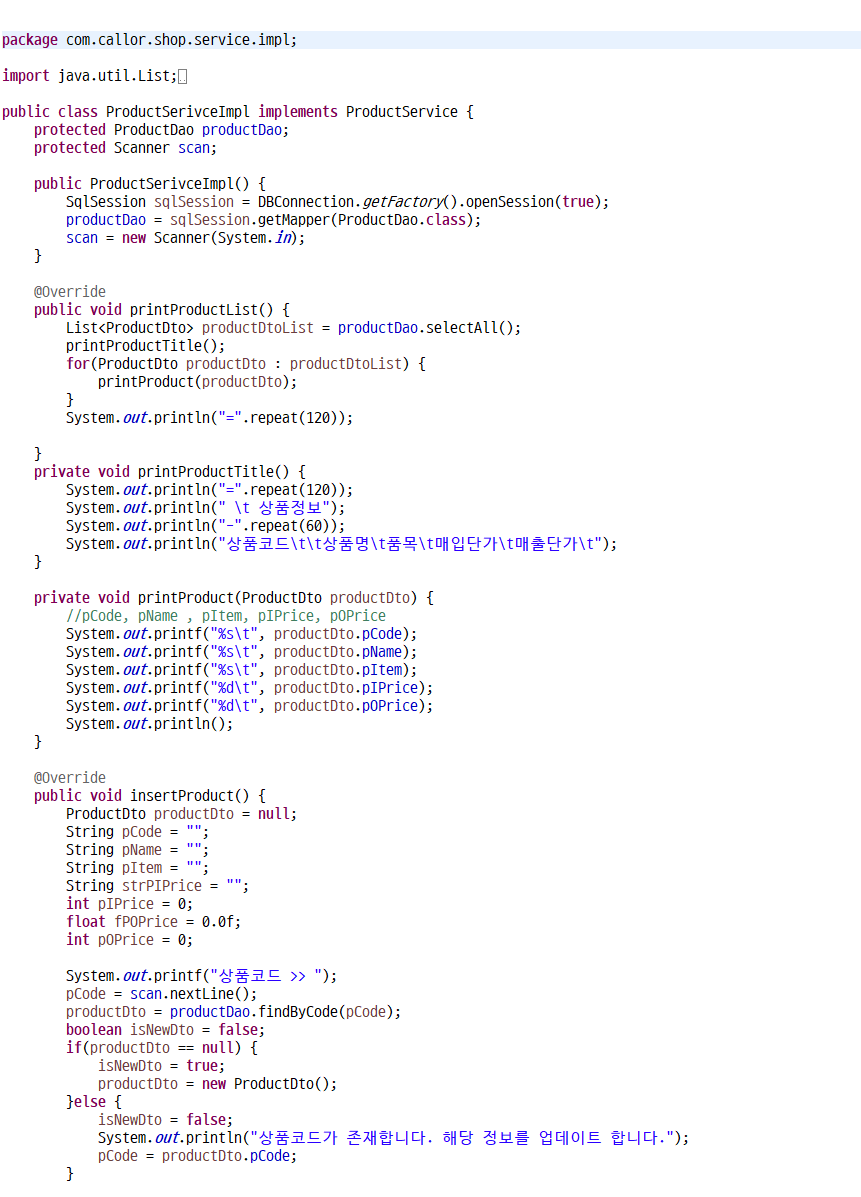 package com.callor.shop.service.impl;
import java.util.List;
public class ProductSerivceImpl implements ProductService {
protected ProductDao productDao;
protected Scanner scan;
public ProductSerivceImpl() {
SqlSession sqlSession = DBConnection.getFactory().openSession(true);
productDao = sqlSession.getMapper(ProductDao.class);
scan = new Scanner(System.in);
}
@Override
public void printProductList() {
List<ProductDto> productDtoList = productDao.selectAll();
printProductTitle();
for(ProductDto productDto : productDtoList) {
printProduct(productDto);
}
System.out.println("=".repeat(120));
}
private void printProductTitle() {
System.out.println("=".repeat(120));
System.out.println(" \t 상품정보");
System.out.println("-".repeat(60));
System.out.println("상품코드\t\t상품명\t품목\t매입단가\t매출단가\t");
}
private void printProduct(ProductDto productDto) {
//pCode, pName , pItem, pIPrice, pOPrice
System.out.printf("%s\t", productDto.pCode);
System.out.printf("%s\t", productDto.pName);
System.out.printf("%s\t", productDto.pItem);
System.out.printf("%d\t", productDto.pIPrice);
System.out.printf("%d\t", productDto.pOPrice);
System.out.println();
}
@Override
public void insertProduct() {
ProductDto productDto = null;
String pCode = "";
String pName = "";
String pItem = "";
String strPIPrice = "";
int pIPrice = 0;
float fPOPrice = 0.0f;
int pOPrice = 0;
System.out.printf("상품코드 >> ");
pCode = scan.nextLine();
productDto = productDao.findByCode(pCode);
boolean isNewDto = false;
if(productDto == null) {
isNewDto = true;
productDto = new ProductDto();
}else {
isNewDto = false;
System.out.println("상품코드가 존재합니다. 해당 정보를 업데이트 합니다.");
pCode = productDto.pCode;
}